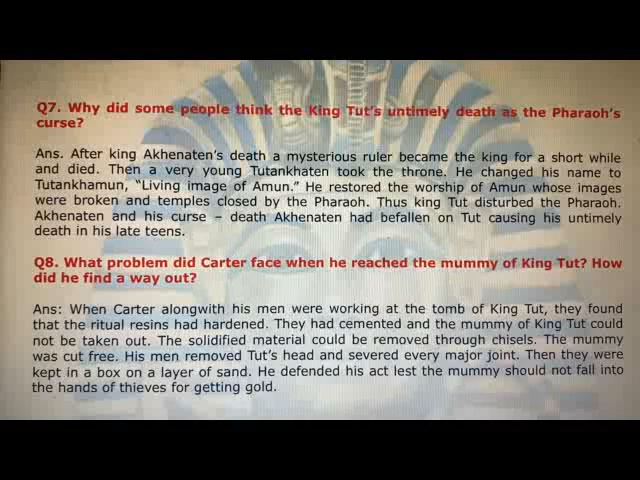 Q7. Why did some people think the King Tut's untimely death as the Pharaoh's
curse?
Ans. After king Akhenaten's death a mysterious ruler became the king for a short while
and died. Then a very young Tutankhaten took the throne. He changed his name to
Tutankhamun, "Living image of Amun." He restored the worship of Amun whose images
were broken and temples closed by the Pharaoh. Thus king Tut disturbed the Pharaoh.
Akhenaten and his curse – death Akhenaten had befallen on Tut causing his untimely
death in his late teens.
Q8. What problem did Carter face when he reached the mummy of King Tut? How
did he find a way out?
Ans: When Carter alongwith his men were working at the tomb of King Tut, they found
that the ritual resins had hardened. They had cemented and the mummy of King Tut could
not be taken out. The solidified material could be removed through chisels. The mummy
was cut free. His men removed Tut's head and severed every major joint. Then they were
kept in a box on a layer of sand. He defended his act lest the mummy should not fall into
the hands of thieves for getting gold.